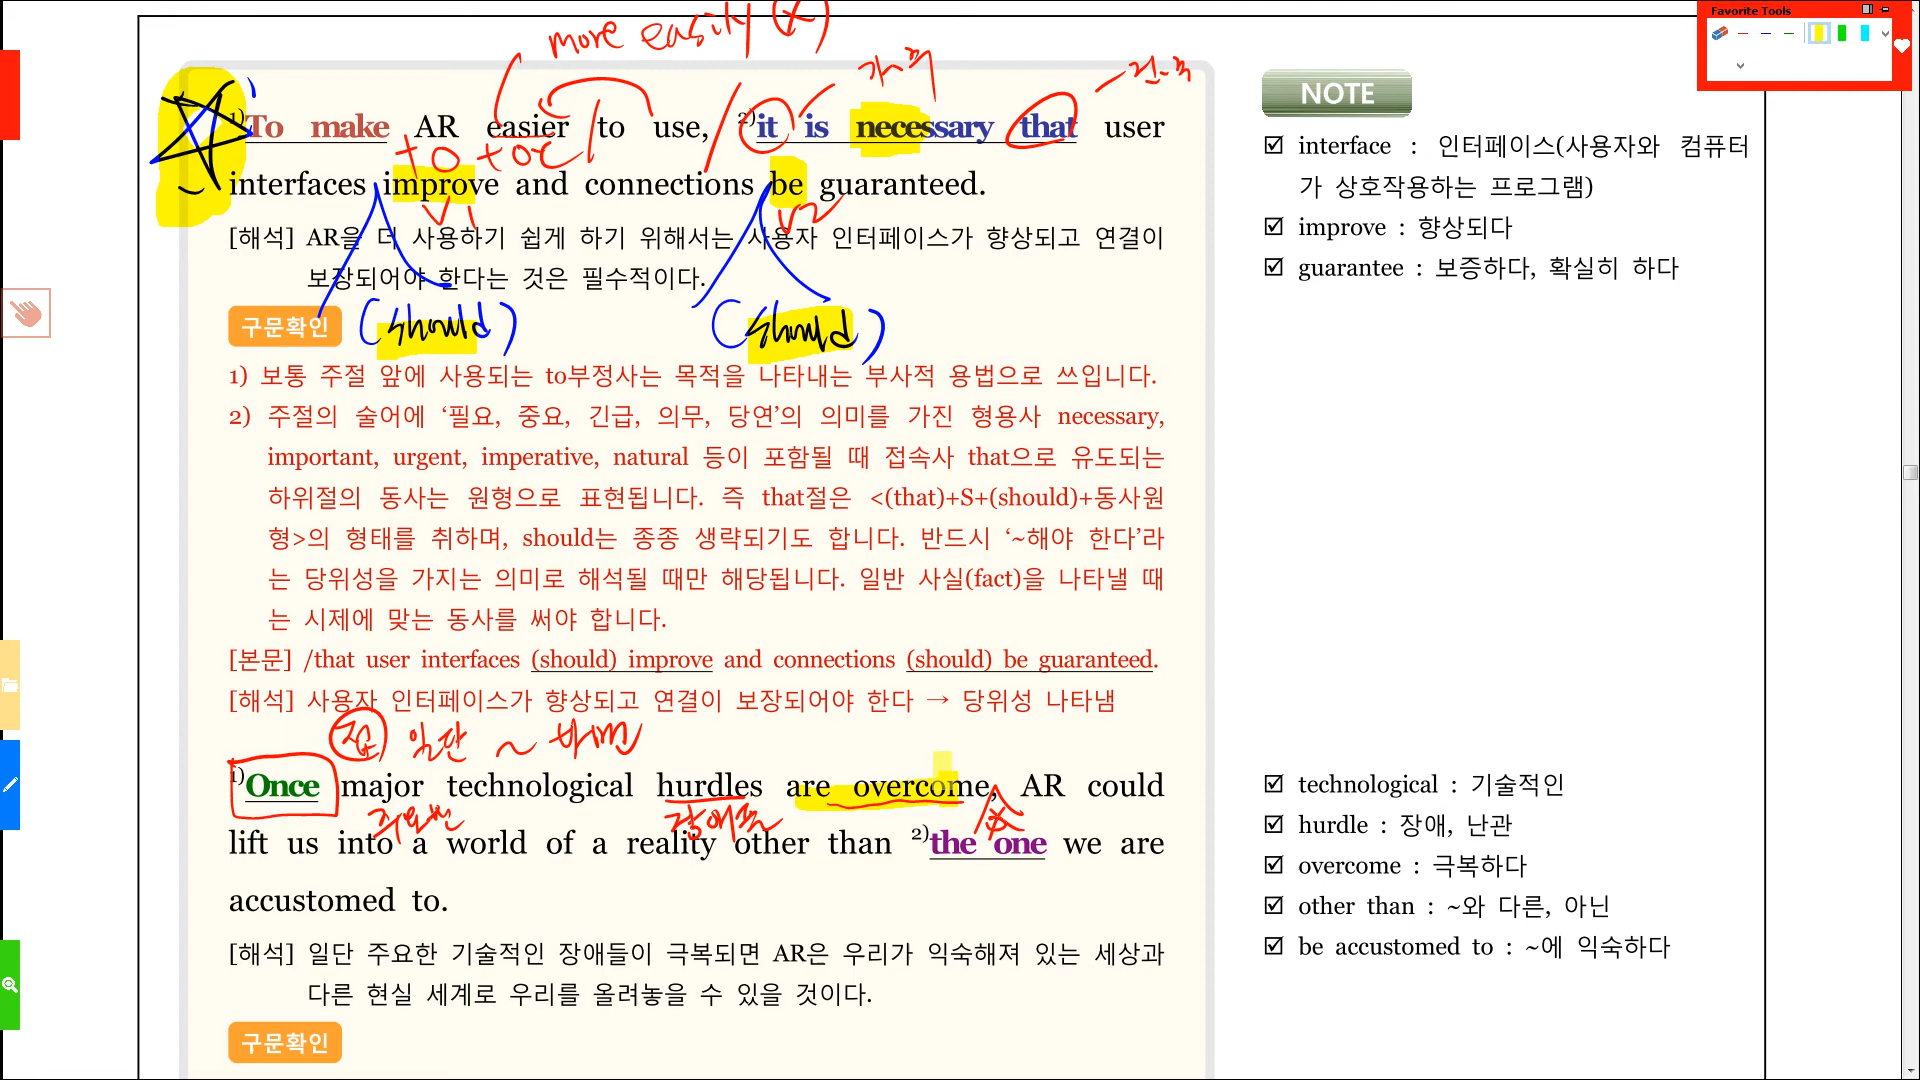 Favorite Tools
more easily (X)
1)To make AR easier to use, 2)it is necessary that user
to + oc
interfaces improve and connections be guaranteed.
V1 V2
[해석] AR을 더 사용하기 쉽게 하기 위해서는 사용자 인터페이스가 향상되고 연결이
보장되어야 한다는 것은 필수적이다.
구문확인 (should) (should)
1) 보통 주절 앞에 사용되는 to부정사는 목적을 나타내는 부사적 용법으로 쓰입니다.
2) 주절의 술어에 ‘필요, 중요, 긴급, 의무, 당연’의 의미를 가진 형용사 necessary,
important, urgent, imperative, natural 등이 포함될 때 접속사 that으로 유도되는
하위절의 동사는 원형으로 표현됩니다. 즉 that절은 <(that)+S+(should)+동사원
형>의 형태를 취하며, should는 종종 생략되기도 합니다. 반드시 ‘~해야 한다’라
는 당위성을 가지는 의미로 해석될 때만 해당됩니다. 일반 사실(fact)을 나타낼 때
는 시제에 맞는 동사를 써야 합니다.
[본문] /that user interfaces (should) improve and connections (should) be guaranteed.
[해석] 사용자 인터페이스가 향상되고 연결이 보장되어야 한다 → 당위성 나타냄
접 일단 ~ 하면
1)Once major technological hurdles are overcome, AR could
주요한 장애물
lift us into a world of a reality other than 2)the one we are
accustomed to.
[해석] 일단 주요한 기술적인 장애들이 극복되면 AR은 우리가 익숙해져 있는 세상과
다른 현실 세계로 우리를 올려놓을 수 있을 것이다.
구문확인
NOTE
☑ interface : 인터페이스(사용자와 컴퓨터
가 상호작용하는 프로그램)
☑ improve : 향상되다
☑ guarantee : 보증하다, 확실히 하다
☑ technological : 기술적인
☑ hurdle : 장애, 난관
☑ overcome : 극복하다
☑ other than : ~와 다른, 아닌
☑ be accustomed to : ~에 익숙하다